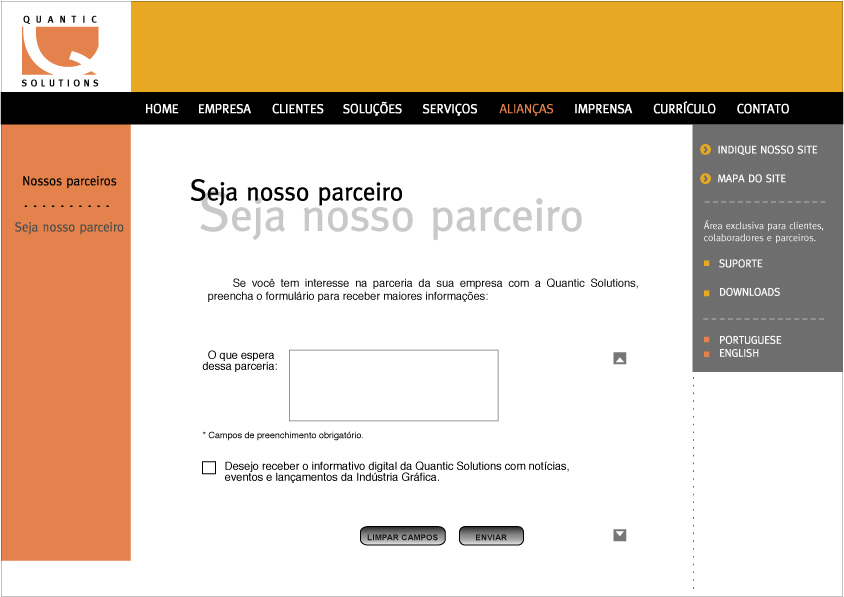 QUANTIC
SOLUTIONS
HOME EMPRESA CLIENTES SOLUÇÕES SERVIÇOS ALIANÇAS IMPRENSA CURRÍCULO CONTATO
Nossos parceiros
Seja nosso parceiro
Seja nosso parceiro
Seja nosso parceiro
Se você tem interesse na parceria da sua empresa com a Quantic Solutions,
preencha o formulário para receber maiores informações:
O que espera
dessa parceria:
* Campos de preenchimento obrigatório.
Desejo receber o informativo digital da Quantic Solutions com notícias,
eventos e lançamentos da Indústria Gráfica.
LIMPAR CAMPOS ENVIAR
INDIQUE NOSSO SITE
MAPA DO SITE
Área exclusiva para clientes,
colaboradores e parceiros.
SUPORTE
DOWNLOADS
PORTUGUESE
ENGLISH